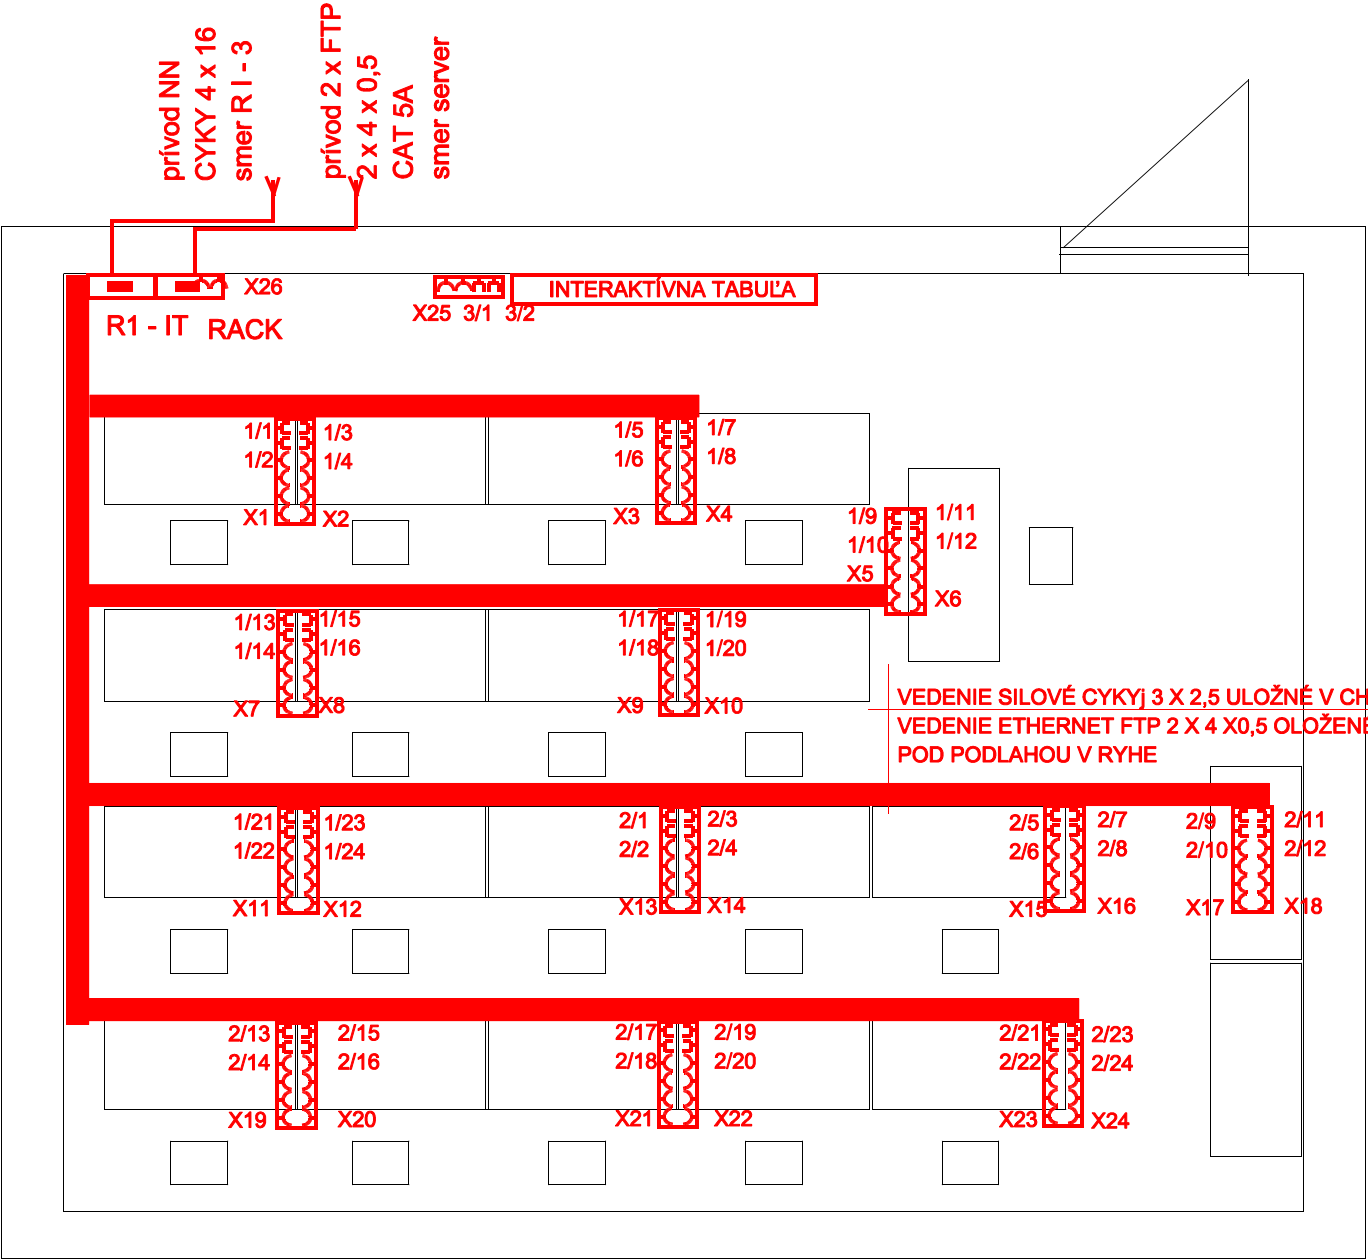 prívod NN
CYKY 4 x 16
smer R I - 3
prívod 2 x FTP
2 x 4 x 0,5
CAT 5A
smer server
X26
INTERAKTÍVNA TABUĽA
X25 3/1 3/2
R1 - IT RACK
1/1 1/3 1/5 1/7
1/2 1/4 1/6 1/8
X1 X2 X3 X4
1/9 1/11
1/10 1/12
X5
X6
1/13 1/15 1/17 1/19
1/14 1/16 1/18 1/20
X7 X8 X9 X10
VEDENIE SILOVÉ CYKYj 3 X 2,5 ULOŽNÉ V CH
VEDENIE ETHERNET FTP 2 X 4 X0,5 OLOŽENÉ
POD PODLAHOU V RYHE
1/21 1/23 2/1 2/3 2/5 2/7 2/9 2/11
1/22 1/24 2/2 2/4 2/6 2/8 2/10 2/12
X11 X12 X13 X14 X15 X16 X17 X18
2/13 2/15 2/17 2/19 2/21 2/23
2/14 2/16 2/18 2/20 2/22 2/24
X19 X20 X21 X22 X23 X24